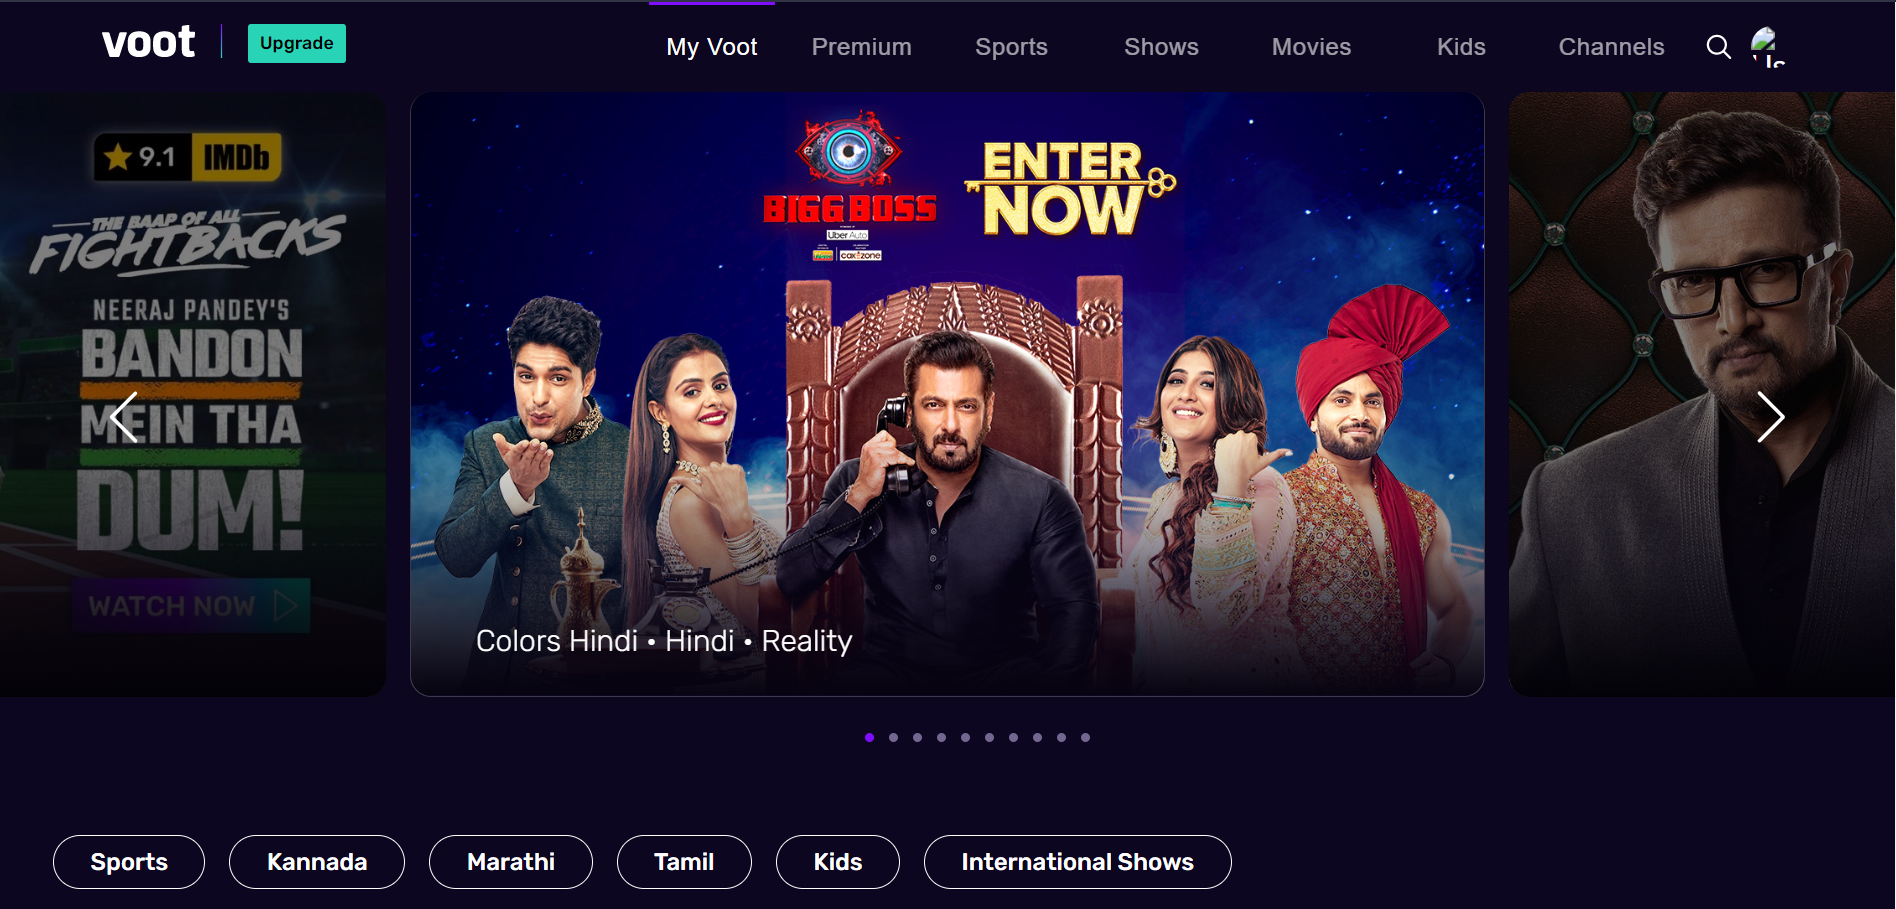 voot
Upgrade
My Voot
Premium
Sports
Shows
Movies
Kids
Channels
9.1 IMDb
THE BAAP OF ALL
FIGHTBACKS
NEERAJ PANDEY'S
BANDON
MEIN THA
DUM!
WATCH NOW
BIGG BOSS
Uber Auto
ENTER
NOW
Colors Hindi • Hindi • Reality
Sports
Kannada
Marathi
Tamil
Kids
International Shows